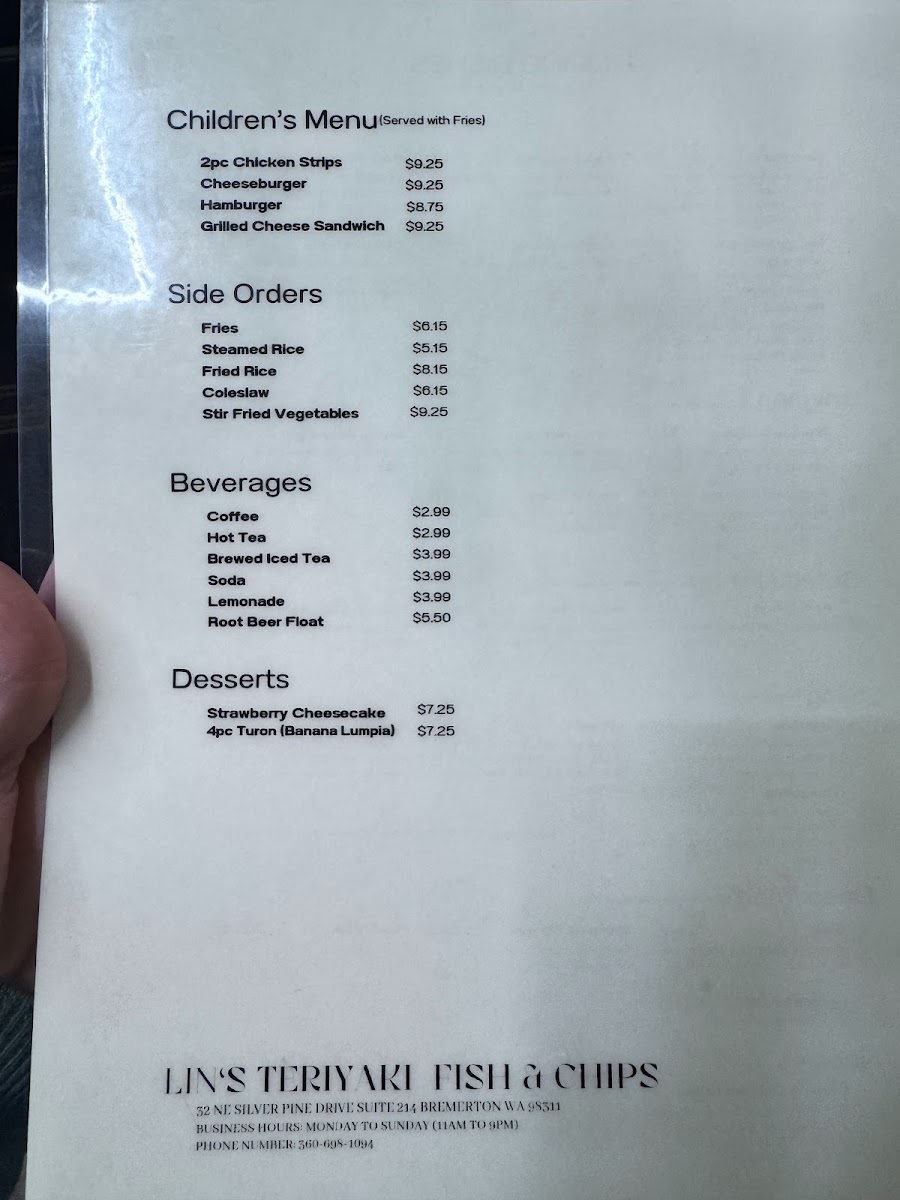 Children's Menu (Served with Fries)
2pc Chicken Strips $9.25
Cheeseburger $9.25
Hamburger $8.75
Grilled Cheese Sandwich $9.25
Side Orders
Fries $6.15
Steamed Rice $5.15
Fried Rice $8.15
Coleslaw $6.15
Stir Fried Vegetables $9.25
Beverages
Coffee $2.99
Hot Tea $2.99
Brewed Iced Tea $3.99
Soda $3.99
Lemonade $3.99
Root Beer Float $5.50
Desserts
Strawberry Cheesecake $7.25
4pc Turon (Banana Lumpia) $7.25
LIN'S TERIYAKI FISH & CHIPS
32 NE SILVER PINE DRIVE SUITE 214 BREMERTON WA 98311
BUSINESS HOURS: MONDAY TO SUNDAY (11AM TO 9PM)
PHONE NUMBER: 360-698-1094